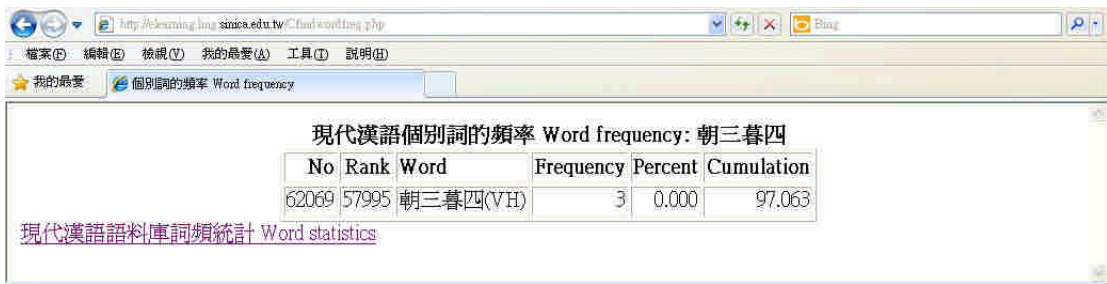 http://elearning.ling.sinica.edu.tw/Cfindwordfreq.php Bing
檔案(F) 編輯(E) 檢視(V) 我的最愛(A) 工具(T) 說明(H)
我的最愛 個別詞的頻率 Word frequency
現代漢語個別詞的頻率 Word frequency: 朝三暮四
No Rank Word Frequency Percent Cumulation
62069 57995 朝三暮四(VH) 3 0.000 97.063
現代漢語語料庫詞頻統計 Word statistics